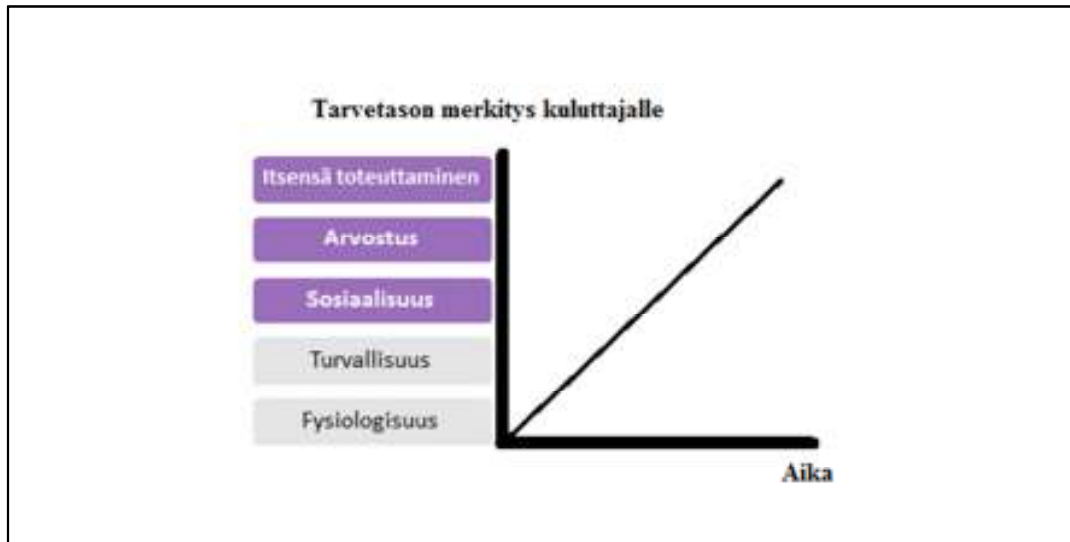 Tarvetason merkitys kuluttajalle
Itsensä toteuttaminen
Arvostus
Sosiaalisuus
Turvallisuus
Fysiologisuus
Aika